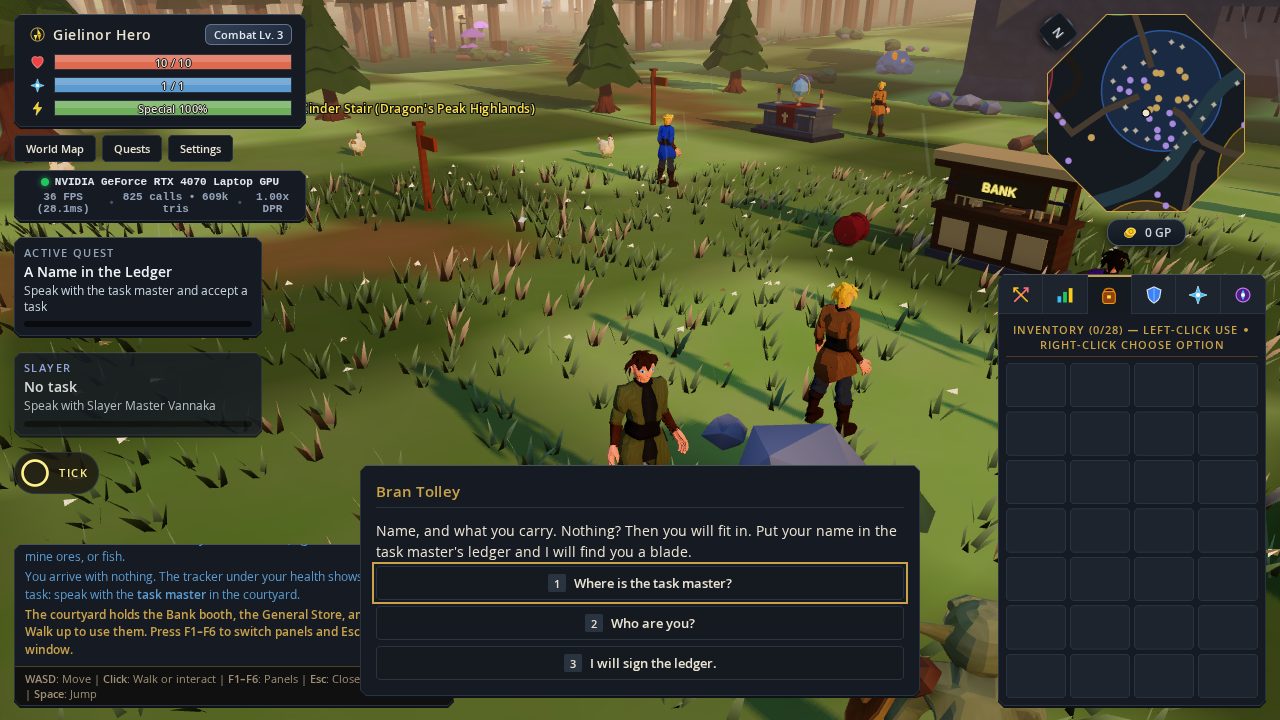 Gielinor Hero
Combat Lv. 3
10 / 10
1 / 1
Special 100%
inder Stair (Dragon's Peak Highlands)
World Map
Quests
Settings
NVIDIA GeForce RTX 4070 Laptop GPU
36 FPS (28.1ms) • 825 calls • 609k tris • 1.00x DPR
ACTIVE QUEST
A Name in the Ledger
Speak with the task master and accept a
task
SLAYER
No task
Speak with Slayer Master Vannaka
TICK
mine ores, or fish.
You arrive with nothing. The tracker under your health shows
task: speak with the task master in the courtyard.
The courtyard holds the Bank booth, the General Store, an
Walk up to use them. Press F1–F6 to switch panels and Esc
window.
WASD: Move | Click: Walk or interact | F1–F6: Panels | Esc: Close
| Space: Jump
Bran Tolley
Name, and what you carry. Nothing? Then you will fit in. Put your name in the
task master's ledger and I will find you a blade.
1 Where is the task master?
2 Who are you?
3 I will sign the ledger.
BANK
N
0 GP
INVENTORY (0/28) — LEFT-CLICK USE •
RIGHT-CLICK CHOOSE OPTION